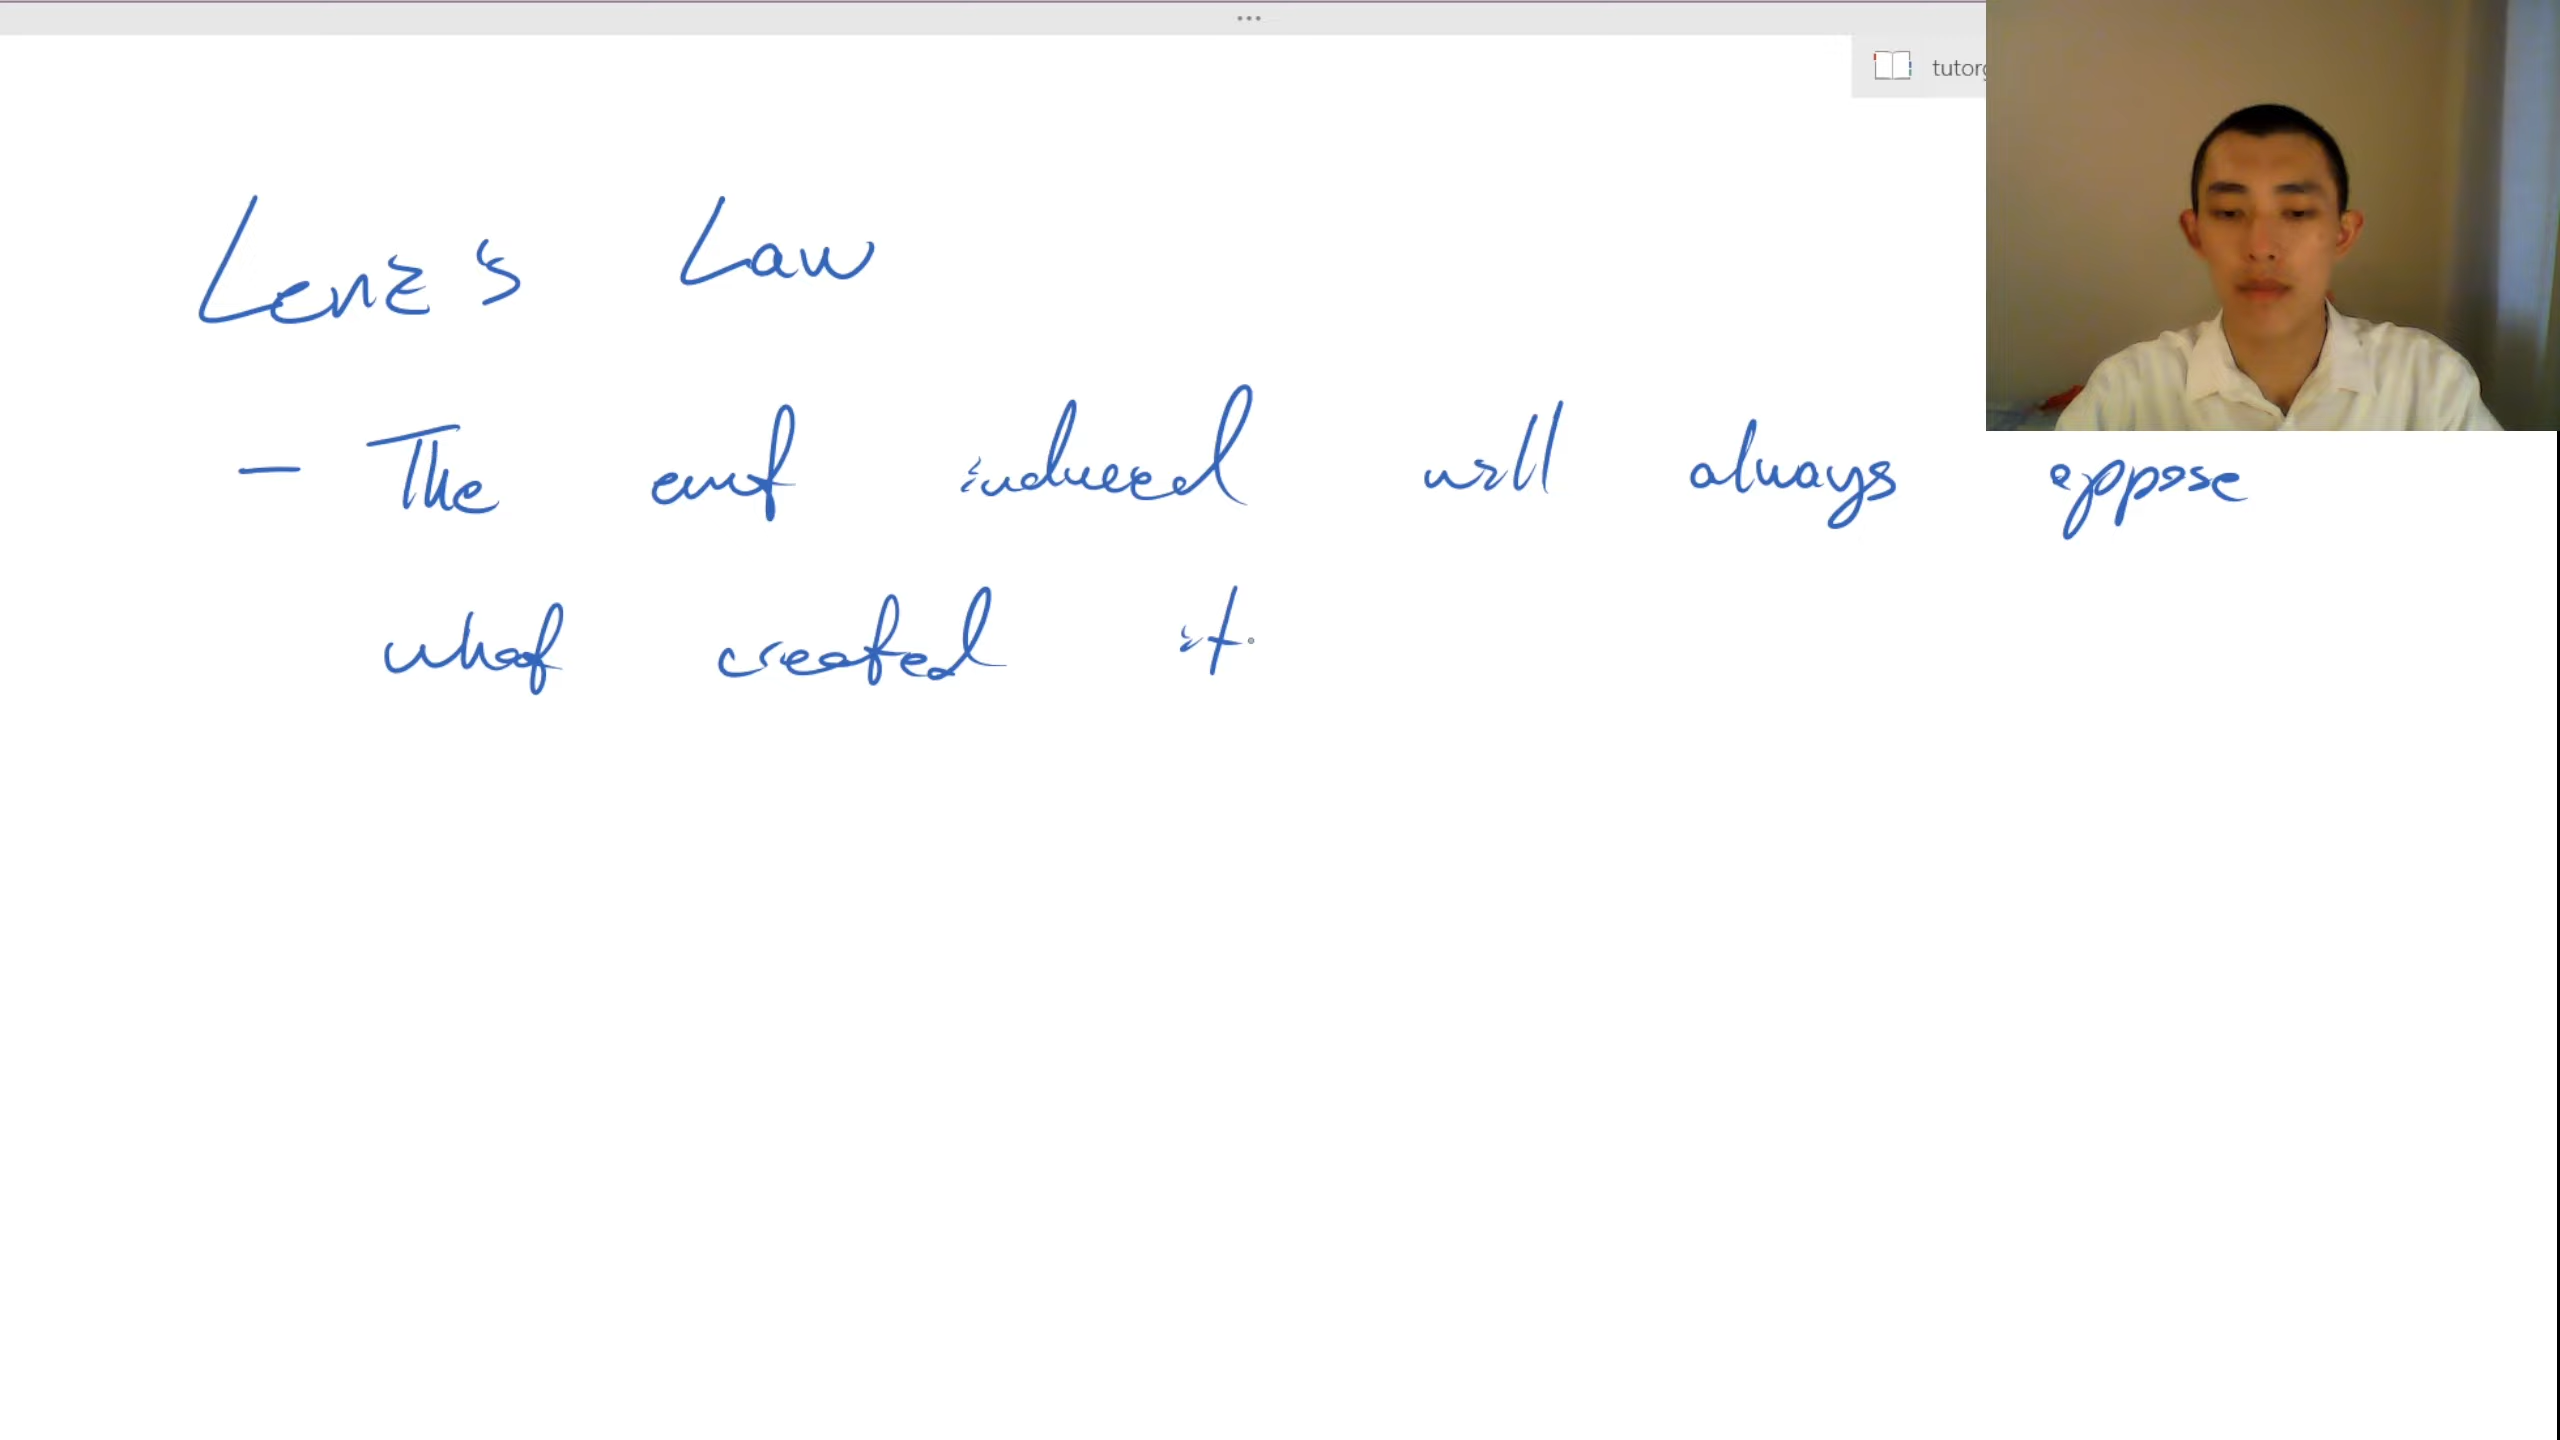 tutor
Lenz's Law
- The emf induced will always oppose
what created it